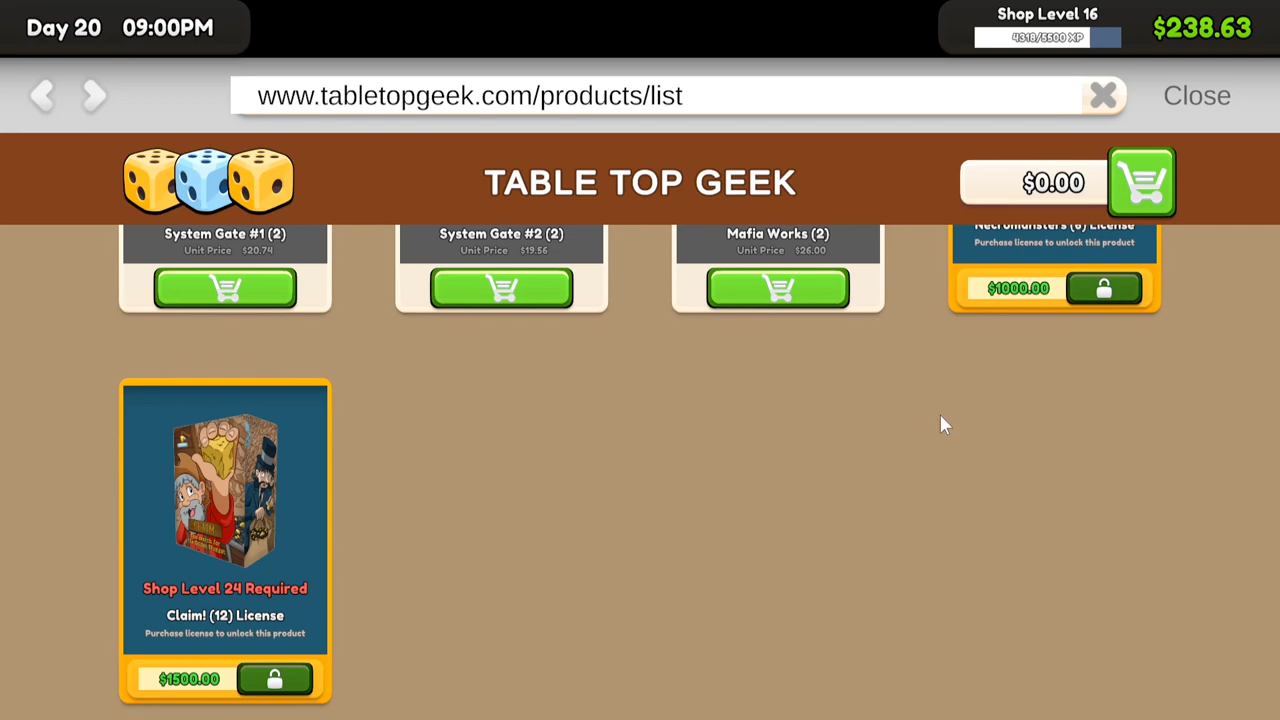 Day 20 09:00PM
Shop Level 16
4318/5500 XP
$238.63
www.tabletopgeek.com/products/list
Close
TABLE TOP GEEK
$0.00
System Gate #1 (2)
Unit Price $20.74
System Gate #2 (2)
Unit Price $19.56
Mafia Works (2)
Unit Price $26.00
License
Purchase license to unlock this product
$1000.00
Shop Level 24 Required
Claim! (12) License
Purchase license to unlock this product
$1500.00